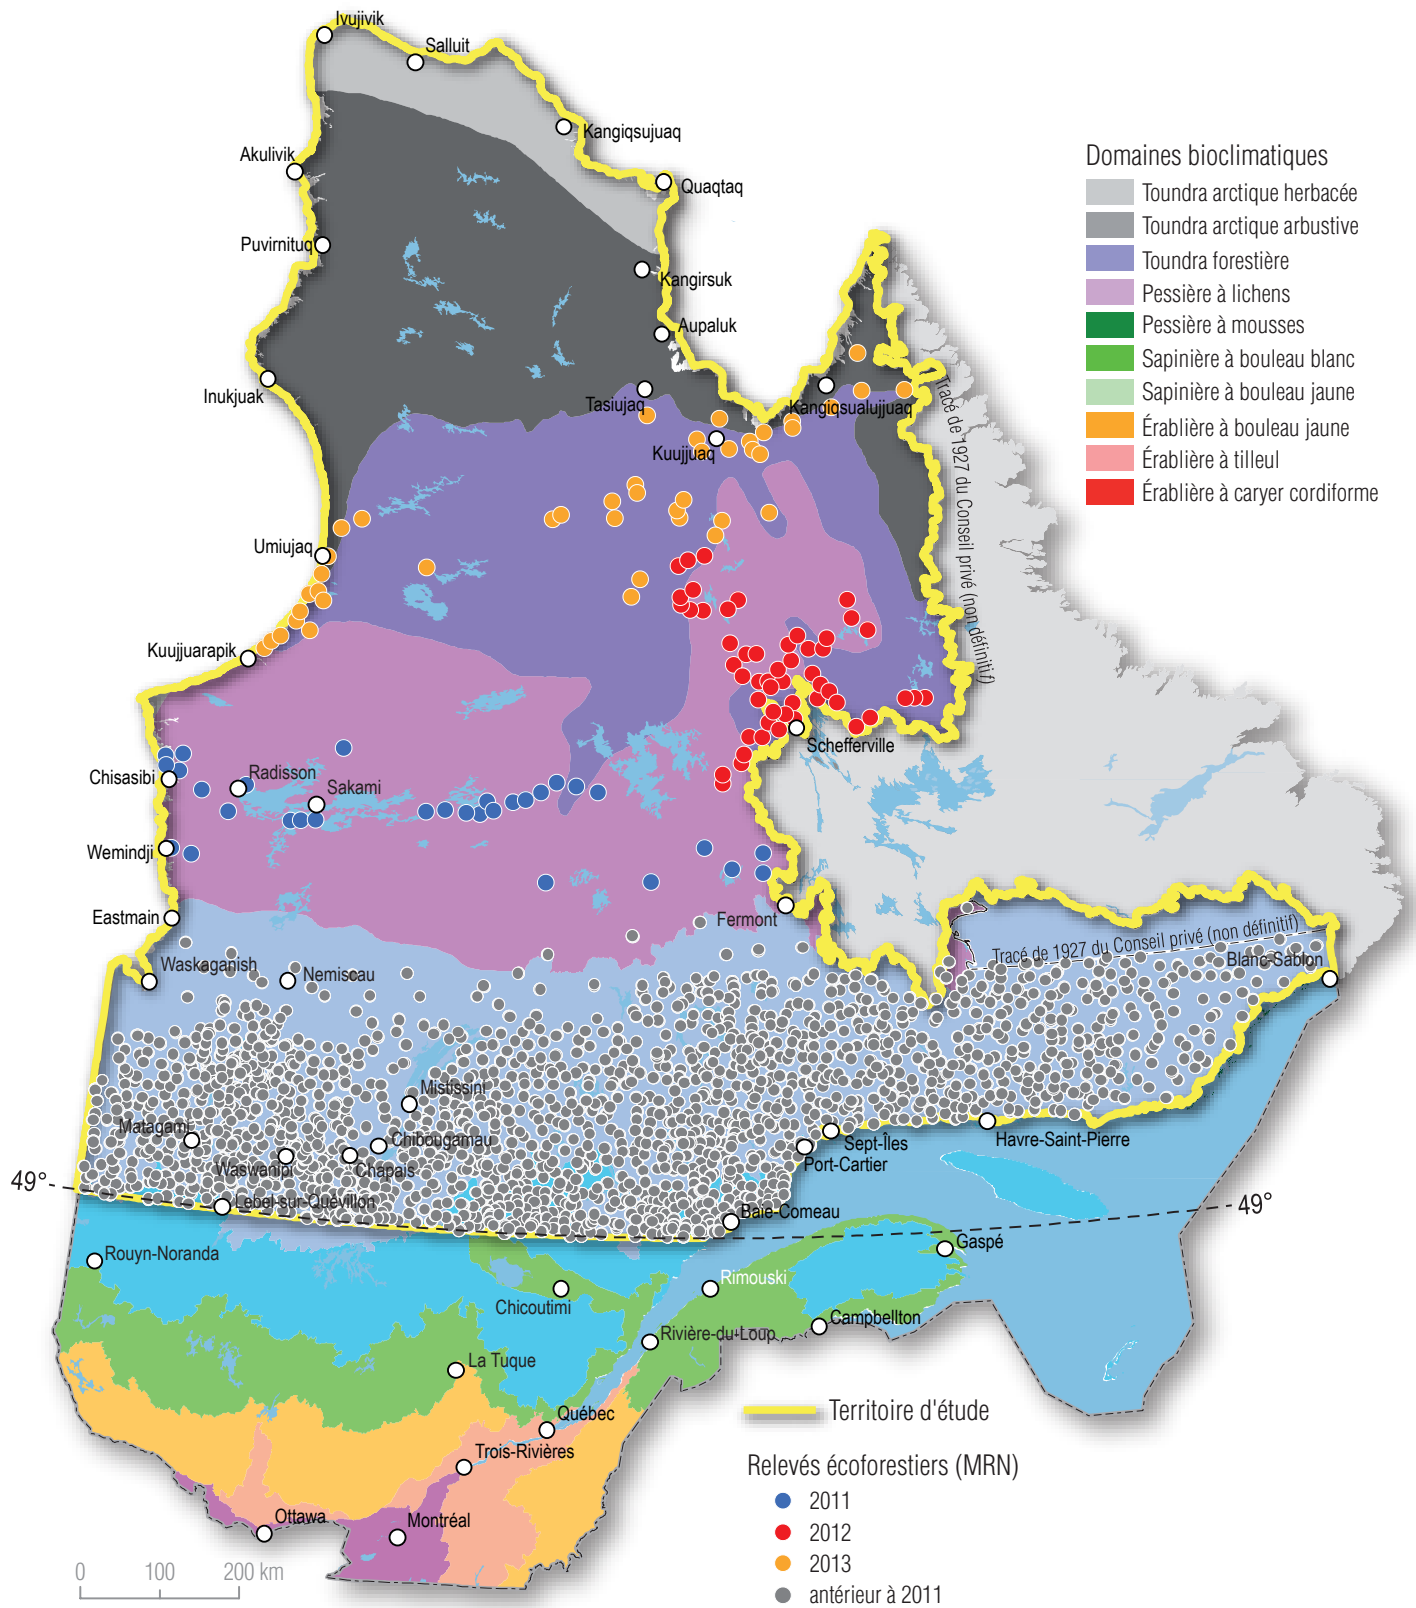 Ivujivik
Salluit
Kangiqsujuaq
Akulivik
Quaqtaq
Puvirnituq
Kangirsuk
Aupaluk
Inukjuak
Tasiujaq
Kangiqsualujjuaq
Kuujjuaq
Umiujaq
Kuujjuarapik
Schefferville
Chisasibi
Radisson
Sakami
Wemindji
Eastmain
Fermont
Waskaganish
Nemiscau
Blanc-Sablon
Tracé de 1927 du Conseil privé (non définitif)
Tracé de 1927 du Conseil privé (non définitif)
Mistissini
Matagami
Chibougamau
Waswanipi
Chapais
Sept-Îles
Port-Cartier
Havre-Saint-Pierre
49°
49°
Lebel-sur-Quévillon
Baie-Comeau
Rouyn-Noranda
Gaspé
Chicoutimi
Rimouski
Campbellton
Rivière-du-Loup
La Tuque
Québec
Trois-Rivières
Ottawa
Montréal
0 100 200 km
Domaines bioclimatiques
Toundra arctique herbacée
Toundra arctique arbustive
Toundra forestière
Pessière à lichens
Pessière à mousses
Sapinière à bouleau blanc
Sapinière à bouleau jaune
Érablière à bouleau jaune
Érablière à tilleul
Érablière à caryer cordiforme
Territoire d'étude
Relevés écoforestiers (MRN)
2011
2012
2013
antérieur à 2011